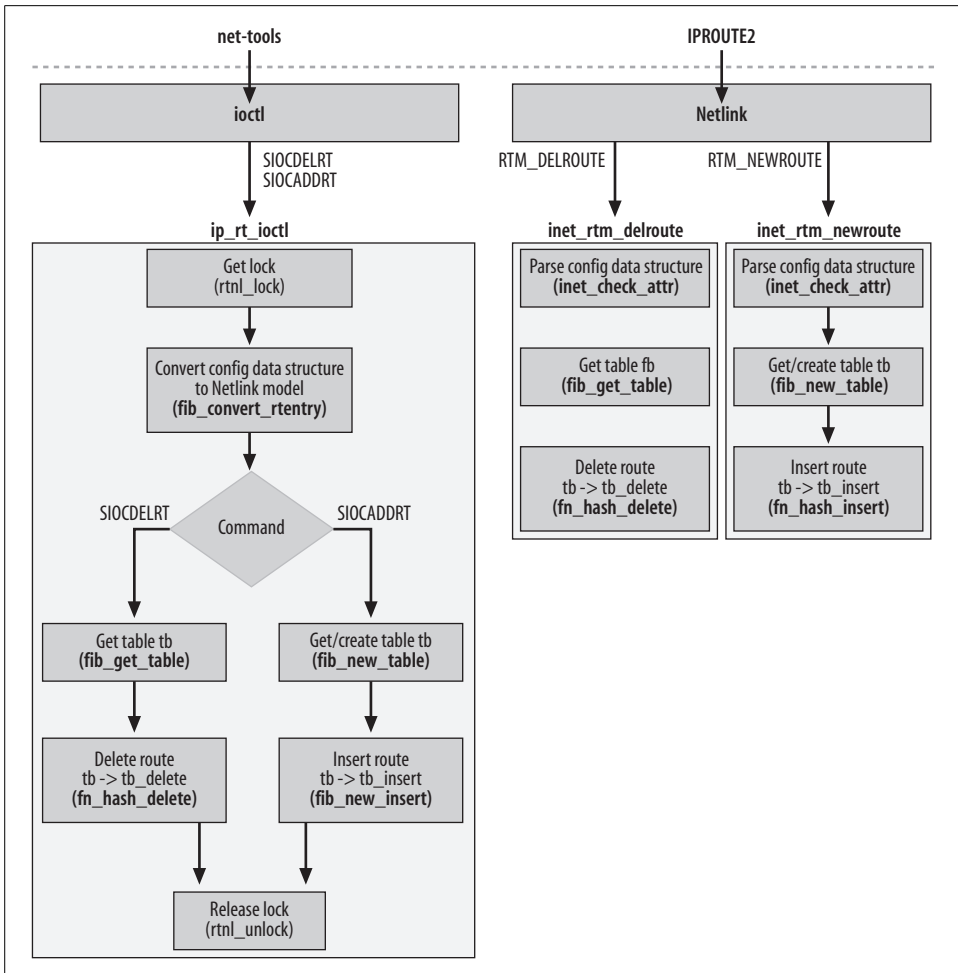 net-tools
IPROUTE2
ioctl
Netlink
SIOCDELRT
SIOCADDRT
RTM_DELROUTE
RTM_NEWROUTE
ip_rt_ioctl
inet_rtm_delroute
inet_rtm_newroute
Get lock
(rtnl_lock)
Convert config data structure
to Netlink model
(fib_convert_rtentry)
SIOCDELRT
Command
SIOCADDRT
Get table tb
(fib_get_table)
Get/create table tb
(fib_new_table)
Delete route
tb -> tb_delete
(fn_hash_delete)
Insert route
tb -> tb_insert
(fib_new_insert)
Release lock
(rtnl_unlock)
Parse config data structure
(inet_check_attr)
Get table fb
(fib_get_table)
Delete route
tb -> tb_delete
(fn_hash_delete)
Parse config data structure
(inet_check_attr)
Get/create table tb
(fib_new_table)
Insert route
tb -> tb_insert
(fn_hash_insert)